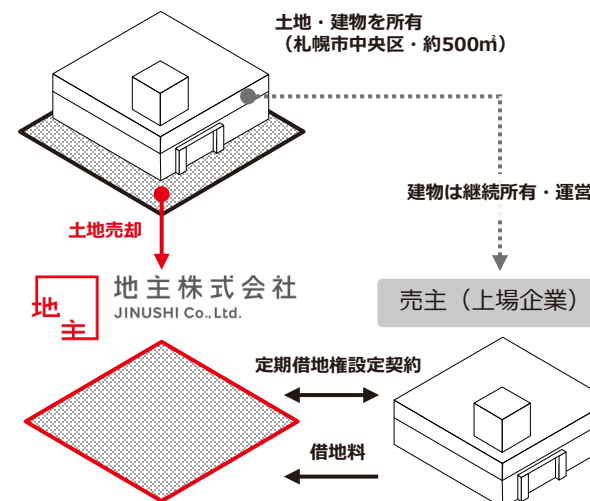 土地・建物を所有
（札幌市中央区・約500㎡）
建物は継続所有・運営
土地売却
地主
地主株式会社
JINUSHI Co., Ltd.
売主（上場企業）
定期借地権設定契約
借地料